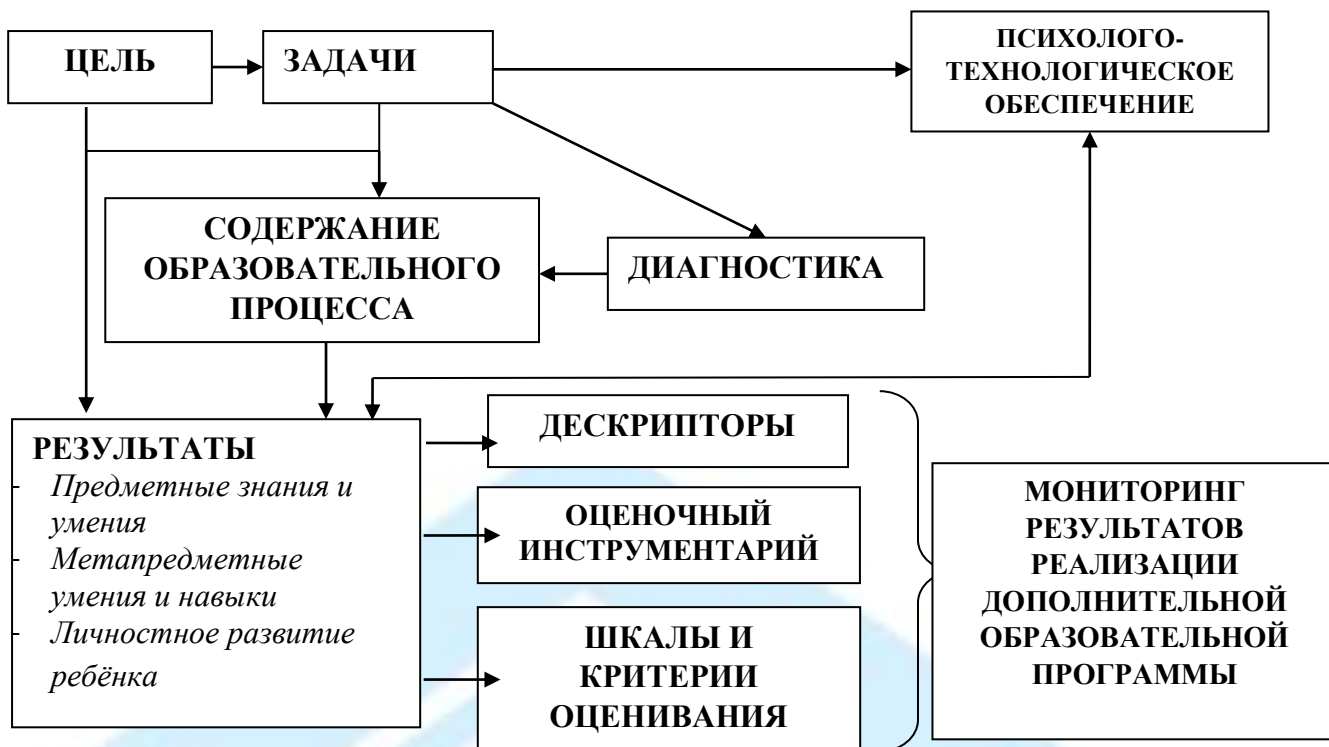 ЦЕЛЬ
ЗАДАЧИ
ПСИХОЛОГО-
ТЕХНОЛОГИЧЕСКОЕ
ОБЕСПЕЧЕНИЕ
СОДЕРЖАНИЕ
ОБРАЗОВАТЕЛЬНОГО
ПРОЦЕССА
ДИАГНОСТИКА
РЕЗУЛЬТАТЫ
- Предметные знания и
умения
- Метапредметные
умения и навыки
- Личностное развитие
ребёнка
ДЕСКРИПТОРЫ
ОЦЕНОЧНЫЙ
ИНСТРУМЕНТАРИЙ
ШКАЛЫ И
КРИТЕРИИ
ОЦЕНИВАНИЯ
МОНИТОРИНГ
РЕЗУЛЬТАТОВ
РЕАЛИЗАЦИИ
ДОПОЛНИТЕЛЬНОЙ
ОБРАЗОВАТЕЛЬНОЙ
ПРОГРАММЫ